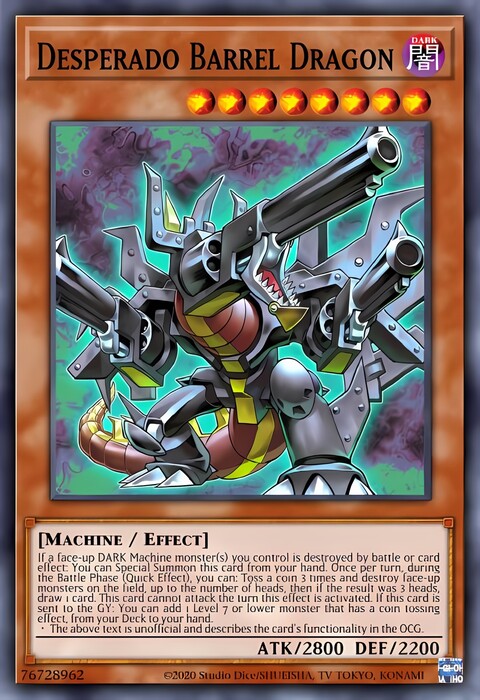 DESPERADO BARREL DRAGON
DARK
闇
[MACHINE / EFFECT]
If a face-up DARK Machine monster(s) you control is destroyed by battle or card
effect: You can Special Summon this card from your hand. Once per turn, during
the Battle Phase (Quick Effect), you can: Toss a coin 3 times and destroy face-up
monsters on the field, up to the number of heads, then if the result was 3 heads,
draw 1 card. This card cannot attack the turn this effect is activated. If this card is
sent to the GY: You can add 1 Level 7 or lower monster that has a coin tossing
effect, from your Deck to your hand.
• The above text is unofficial and describes the card's functionality in the OCG.
ATK/2800 DEF/2200
76728962
©2020 Studio Dice/SHUEISHA, TV TOKYO, KONAMI